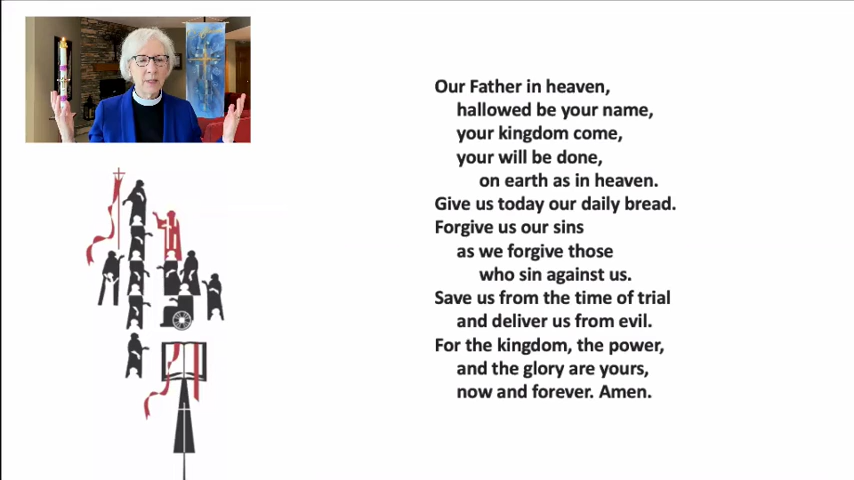 Our Father in heaven,
hallowed be your name,
your kingdom come,
your will be done,
on earth as in heaven.
Give us today our daily bread.
Forgive us our sins
as we forgive those
who sin against us.
Save us from the time of trial
and deliver us from evil.
For the kingdom, the power,
and the glory are yours,
now and forever. Amen.